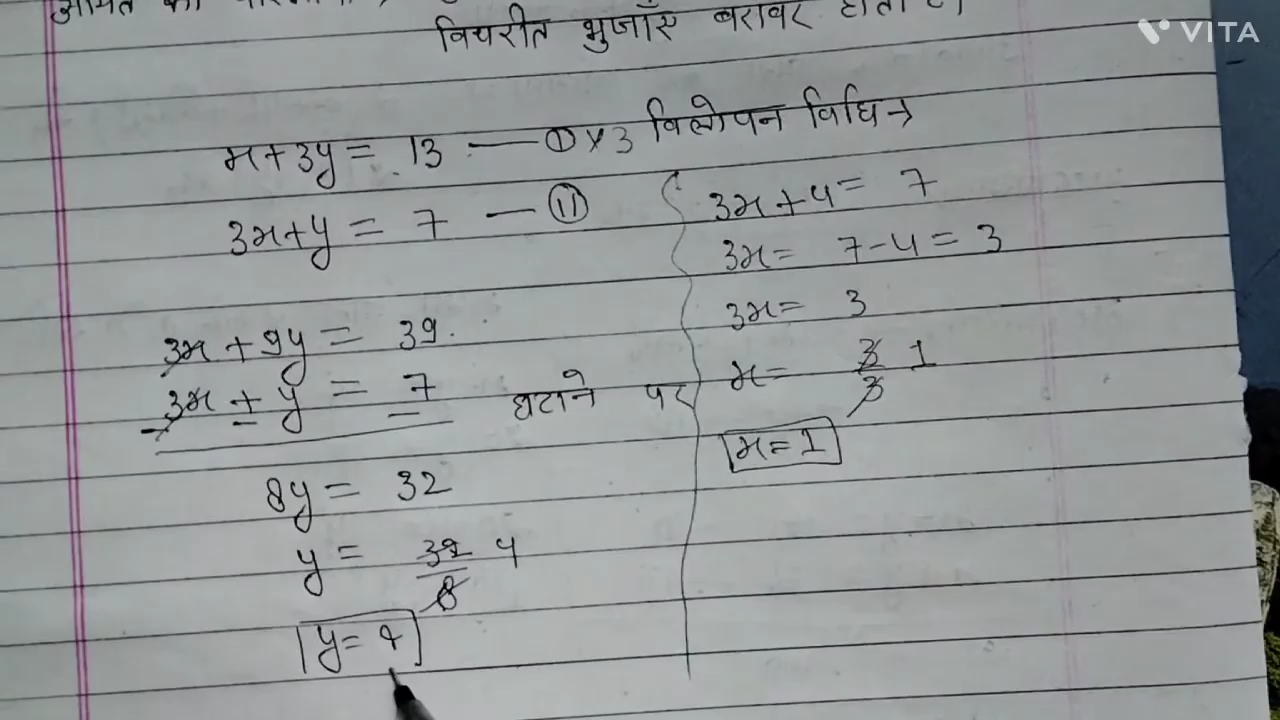 आयत की
विपरीत भुजाएँ बराबर होती है।
VITA
x+3y = 13 — ①×3 विलोपन विधि→
3x+y = 7 — ⑪
3x + 9y = 39.
3x + y = 7 घटाने पर
8y = 32
y = 32/8 4
y = 4
3x+4 = 7
3x = 7-4 = 3
3x = 3
x = 3/3 1
x = 1